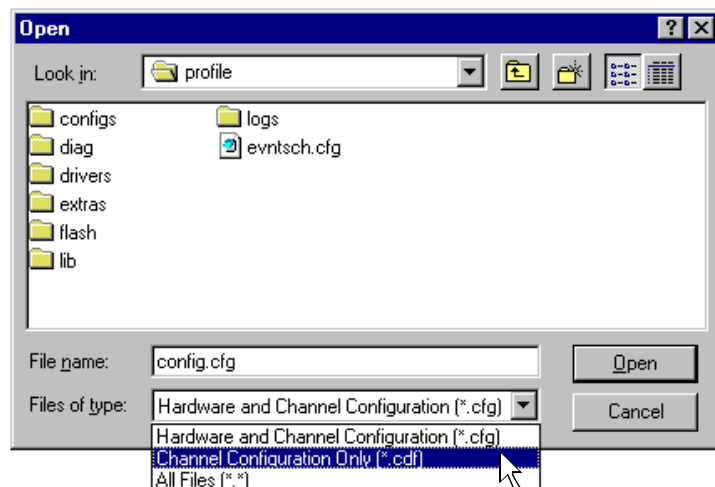 Open
Look in: profile
configs
diag
drivers
extras
flash
lib
logs
evntsch.cfg
File name: config.cfg Open
Files of type: Hardware and Channel Configuration (*.cfg) Cancel
Hardware and Channel Configuration (*.cfg)
Channel Configuration Only (*.cdf)
All Files (*.*)